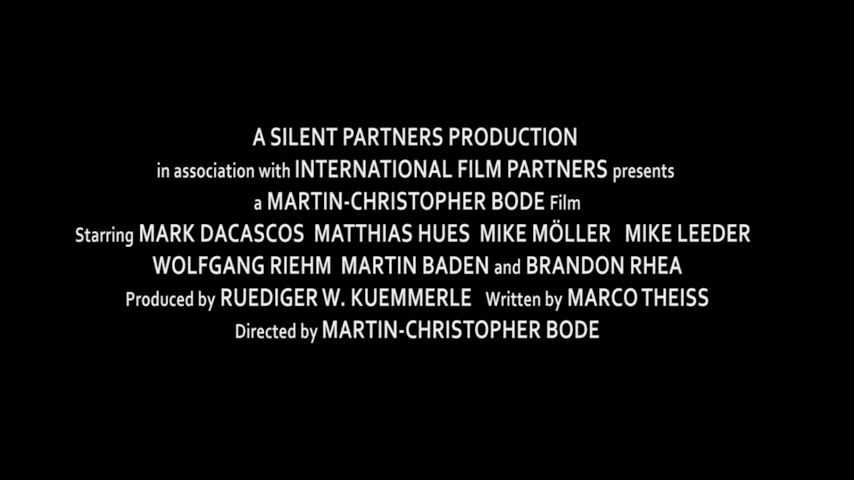 A SILENT PARTNERS PRODUCTION
in association with INTERNATIONAL FILM PARTNERS presents
a MARTIN-CHRISTOPHER BODE Film
Starring MARK DACASCOS MATTHIAS HUES MIKE MÖLLER MIKE LEEDER
WOLFGANG RIEHM MARTIN BADEN and BRANDON RHEA
Produced by RUEDIGER W. KUEMMERLE Written by MARCO THEISS
Directed by MARTIN-CHRISTOPHER BODE